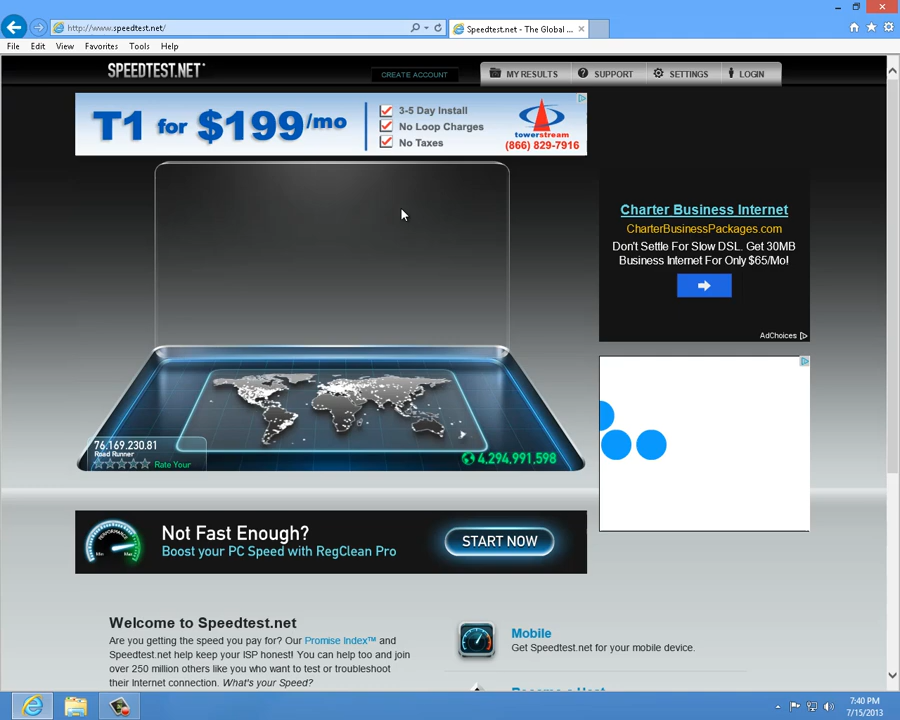 http://www.speedtest.net/
Speedtest.net - The Global ...
File Edit View Favorites Tools Help
SPEEDTEST.NET
CREATE ACCOUNT
MY RESULTS
SUPPORT
SETTINGS
LOGIN
T1 for $199/mo
3-5 Day Install
No Loop Charges
No Taxes
towerstream
(866) 829-7916
Charter Business Internet
CharterBusinessPackages.com
Don't Settle For Slow DSL. Get 30MB
Business Internet For Only $65/Mo!
AdChoices
76.169.230.81
Road Runner
Rate Your
4,294,991,598
PERFORMANCE
Min Max
Not Fast Enough?
Boost your PC Speed with RegClean Pro
START NOW
Welcome to Speedtest.net
Are you getting the speed you pay for? Our Promise Index™ and
Speedtest.net help keep your ISP honest! You can help too and join
over 250 million others like you who want to test or troubleshoot
their Internet connection. What's your Speed?
Mobile
Get Speedtest.net for your mobile device.
Become a Host
7:40 PM
7/15/2013